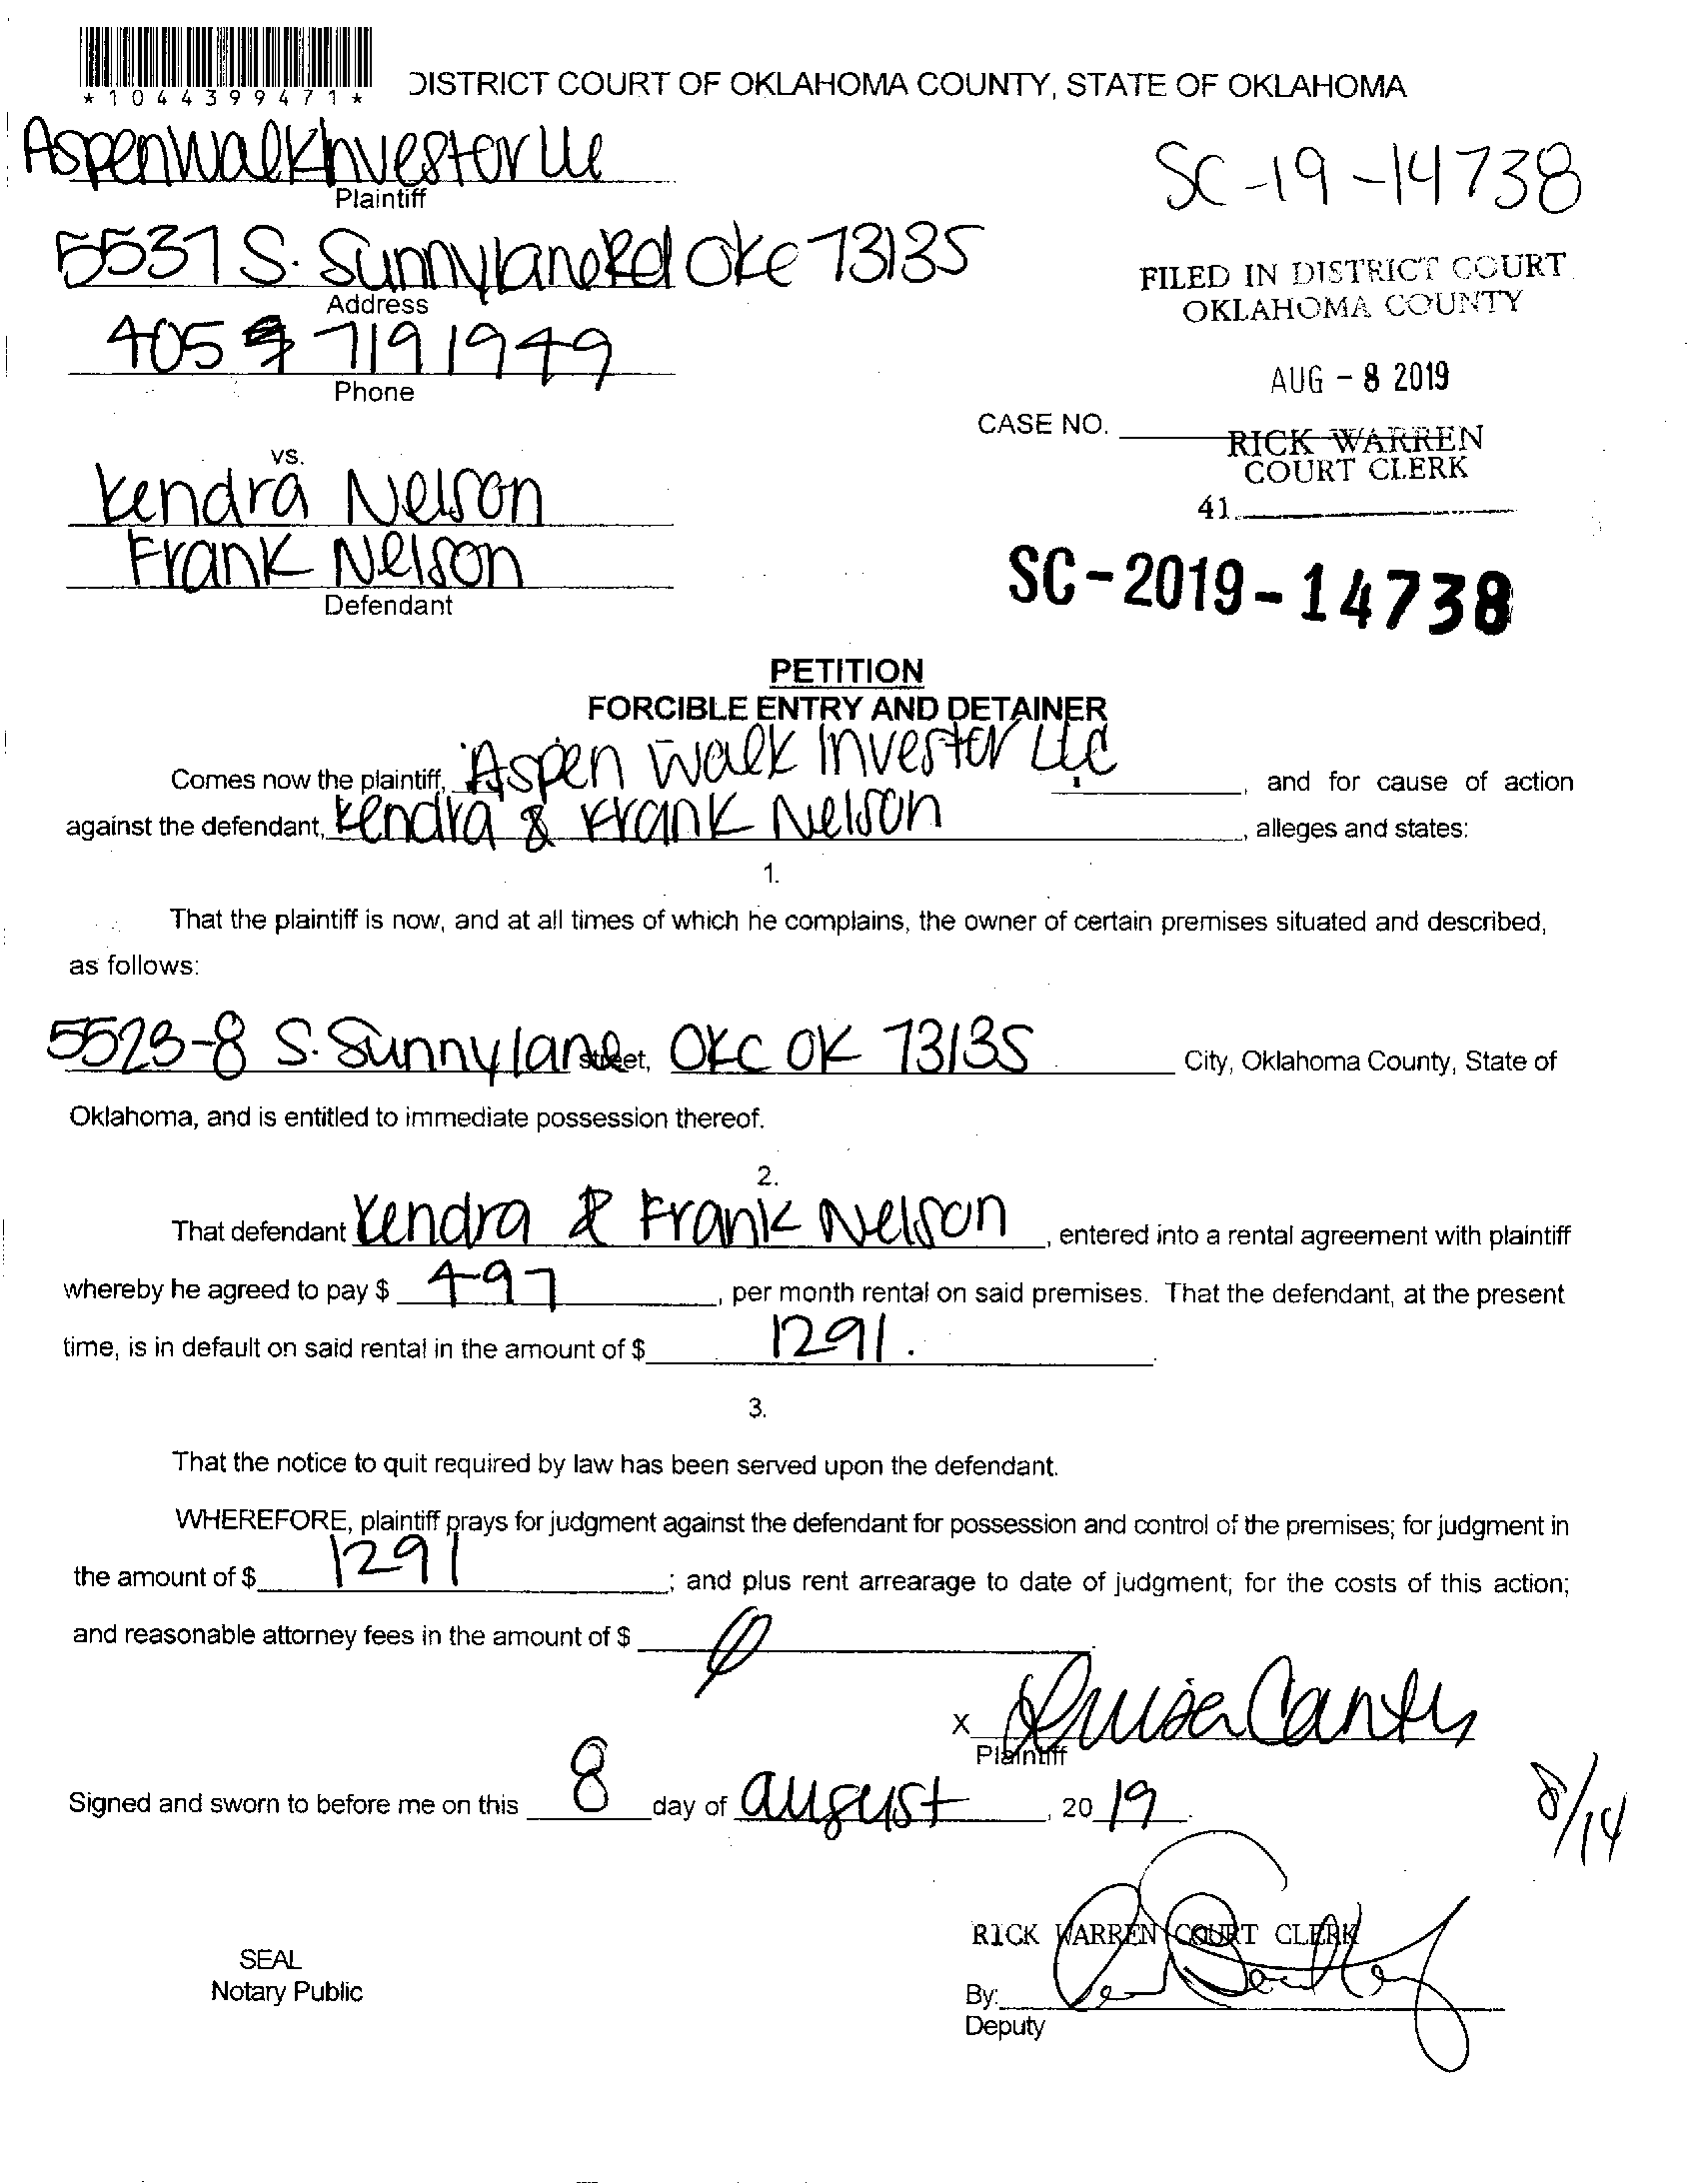 *1044399471*
DISTRICT COURT OF OKLAHOMA COUNTY, STATE OF OKLAHOMA
Aspen Walk Investor llc
Plaintiff
SC-19-14738
5537 S. Sunnylane Rd OKC 73135
Address
FILED IN DISTRICT COURT
OKLAHOMA COUNTY
405 719 1949
Phone
AUG - 8 2019
CASE NO.
RICK WARREN
COURT CLERK
41
vs.
Kendra Nelson
Frank Nelson
Defendant
SC-2019-14738
PETITION
FORCIBLE ENTRY AND DETAINER
Comes now the plaintiff, Aspen Walk Investor LLC, and for cause of action
against the defendant, Kendra & Frank Nelson, alleges and states:
1.
That the plaintiff is now, and at all times of which he complains, the owner of certain premises situated and described,
as follows:
5523-8 S. Sunnylane street, OKC OK 73135 City, Oklahoma County, State of
Oklahoma, and is entitled to immediate possession thereof.
2.
That defendant Kendra & Frank Nelson, entered into a rental agreement with plaintiff
whereby he agreed to pay $ 497, per month rental on said premises. That the defendant, at the present
time, is in default on said rental in the amount of $ 1291.
3.
That the notice to quit required by law has been served upon the defendant.
WHEREFORE, plaintiff prays for judgment against the defendant for possession and control of the premises; for judgment in
the amount of $ 1291; and plus rent arrearage to date of judgment; for the costs of this action;
and reasonable attorney fees in the amount of $ 0.
X
Plaintiff
Signed and sworn to before me on this 8 day of august, 20 19.
8/14
RICK WARREN COURT CLERK
SEAL
Notary Public
By:
Deputy